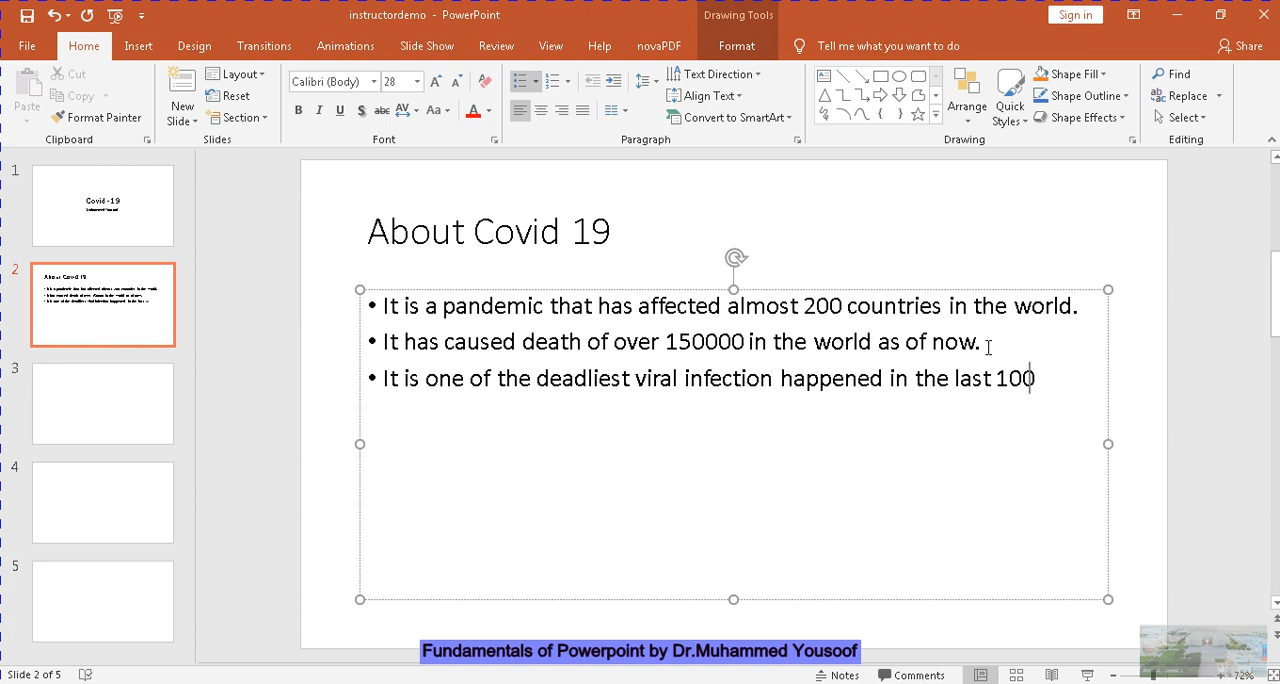 instructordemo - PowerPoint
Drawing Tools
Sign in
File Home Insert Design Transitions Animations Slide Show Review View Help novaPDF Format Tell me what you want to do Share
Paste
Cut
Copy
Format Painter
Clipboard
New Slide
Layout
Reset
Section
Slides
Calibri (Body) 28
Font
Text Direction
Align Text
Convert to SmartArt
Paragraph
Arrange
Quick Styles
Shape Fill
Shape Outline
Shape Effects
Drawing
Find
Replace
Select
Editing
1
Covid -19
2
About Covid 19
3
4
5
About Covid 19
• It is a pandemic that has affected almost 200 countries in the world.
• It has caused death of over 150000 in the world as of now.
• It is one of the deadliest viral infection happened in the last 100
Fundamentals of Powerpoint by Dr.Muhammed Yousoof
Slide 2 of 5
Notes Comments 72%